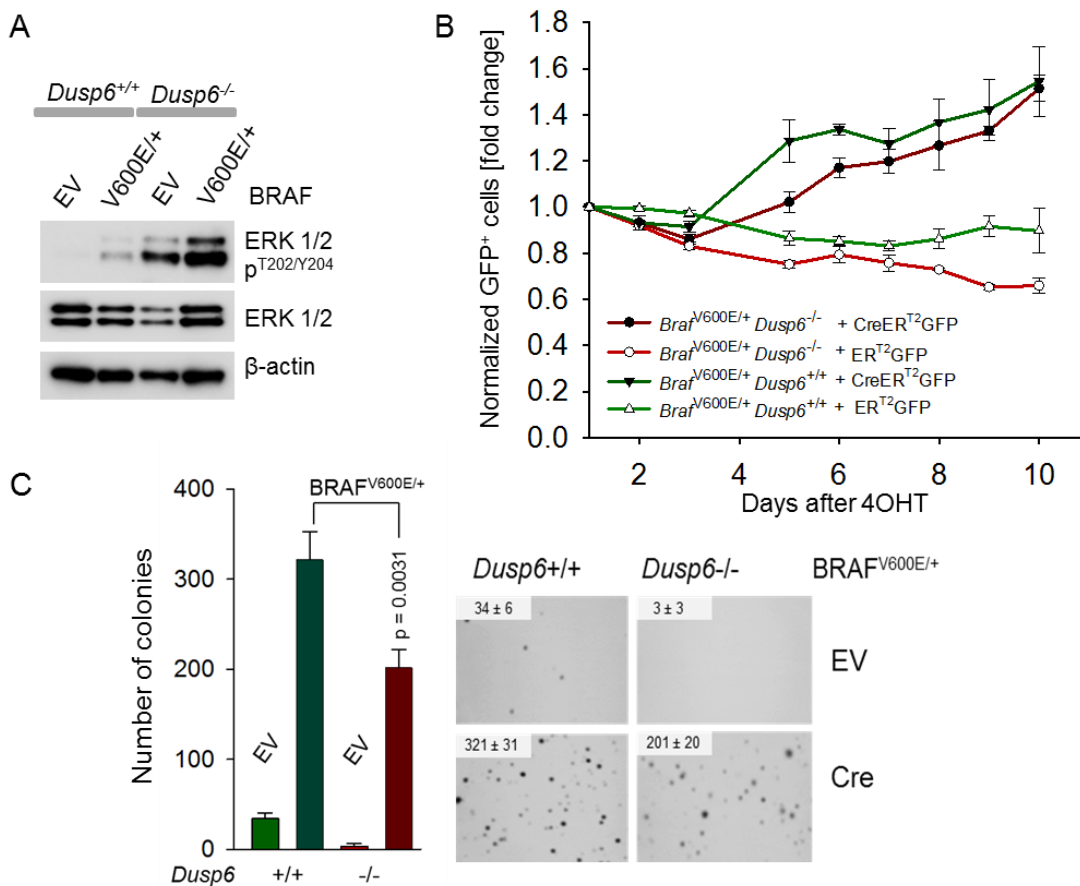 A
Dusp6+/+ Dusp6-/-
EV V600E/+ EV V600E/+ BRAF
ERK 1/2
pT202/Y204
ERK 1/2
β-actin
B
Normalized GFP+ cells [fold change]
1.8
1.6
1.4
1.2
1.0
0.8
0.6
0.4
0.2
0.0
BrafV600E/+ Dusp6-/- + CreERT2GFP
BrafV600E/+ Dusp6-/- + ERT2GFP
BrafV600E/+ Dusp6+/+ + CreERT2GFP
BrafV600E/+ Dusp6+/+ + ERT2GFP
2 4 6 8 10
Days after 4OHT
C
Number of colonies
400
300
200
100
0
BRAFV600E/+
p = 0.0031
EV EV
Dusp6 +/+ -/-
Dusp6+/+ Dusp6-/- BRAFV600E/+
34 ± 6 3 ± 3
EV
321 ± 31 201 ± 20
Cre